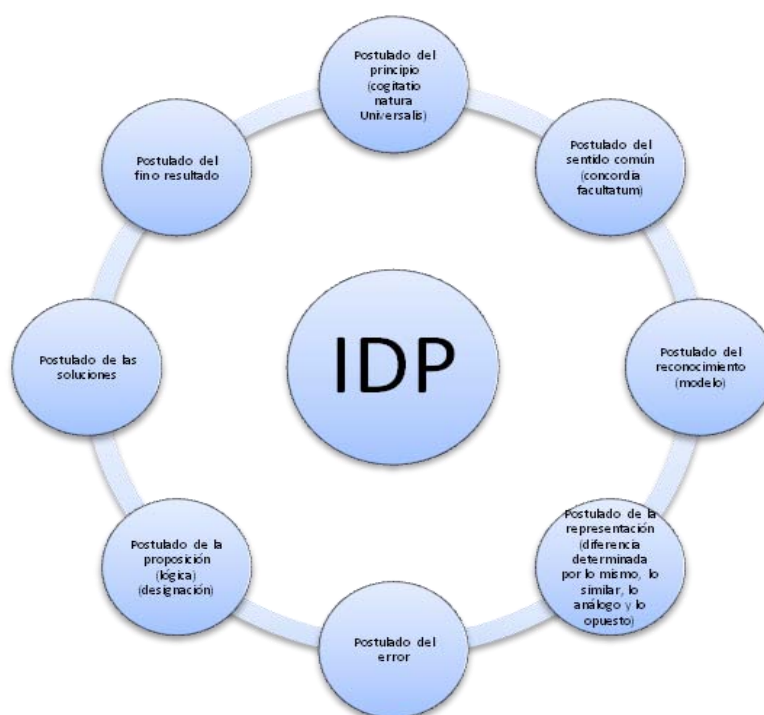 Postulado del
principio
(cogitatio
natura
Universalis)
Postulado del
sentido común
(concordia
facultatum)
Postulado del
reconocimiento
(modelo)
Postulado de la
representación
(diferencia
determinada
por lo mismo, lo
similar, lo
análogo y lo
opuesto)
Postulado del
error
Postulado de la
proposición
(lógica)
(designación)
Postulado de las
soluciones
Postulado del
fin o resultado
IDP